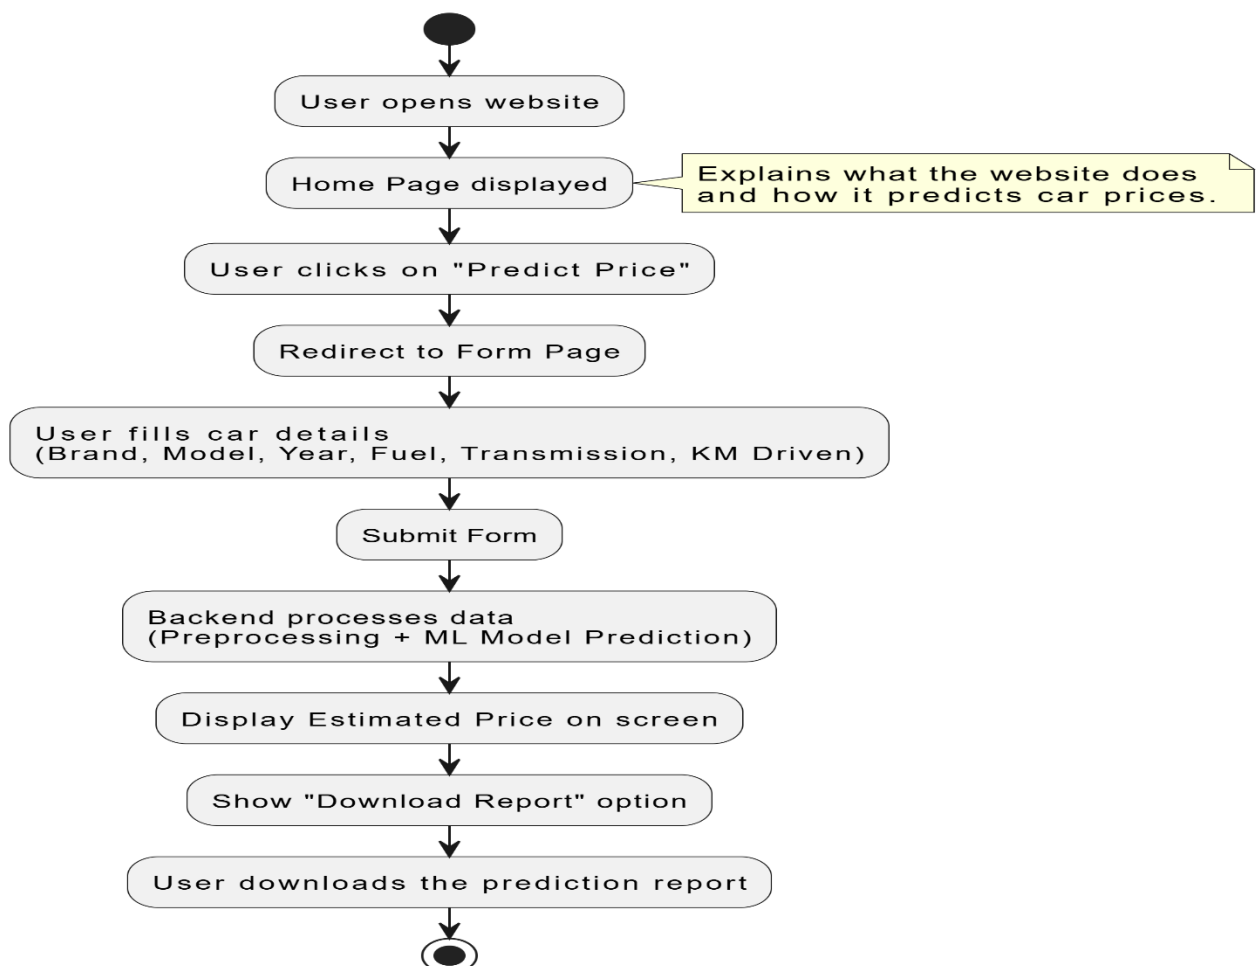 User opens website
Home Page displayed
Explains what the website does
and how it predicts car prices.
User clicks on "Predict Price"
Redirect to Form Page
User fills car details
(Brand, Model, Year, Fuel, Transmission, KM Driven)
Submit Form
Backend processes data
(Preprocessing + ML Model Prediction)
Display Estimated Price on screen
Show "Download Report" option
User downloads the prediction report